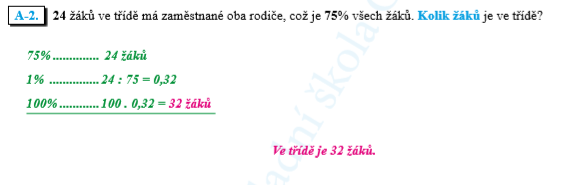 A-2. 24 žáků ve třídě má zaměstnané oba rodiče, což je 75% všech žáků. Kolik žáků je ve třídě?
75%.............. 24 žáků
1% ............... 24 : 75 = 0,32
100%............ 100 . 0,32 = 32 žáků
Ve třídě je 32 žáků.
škola